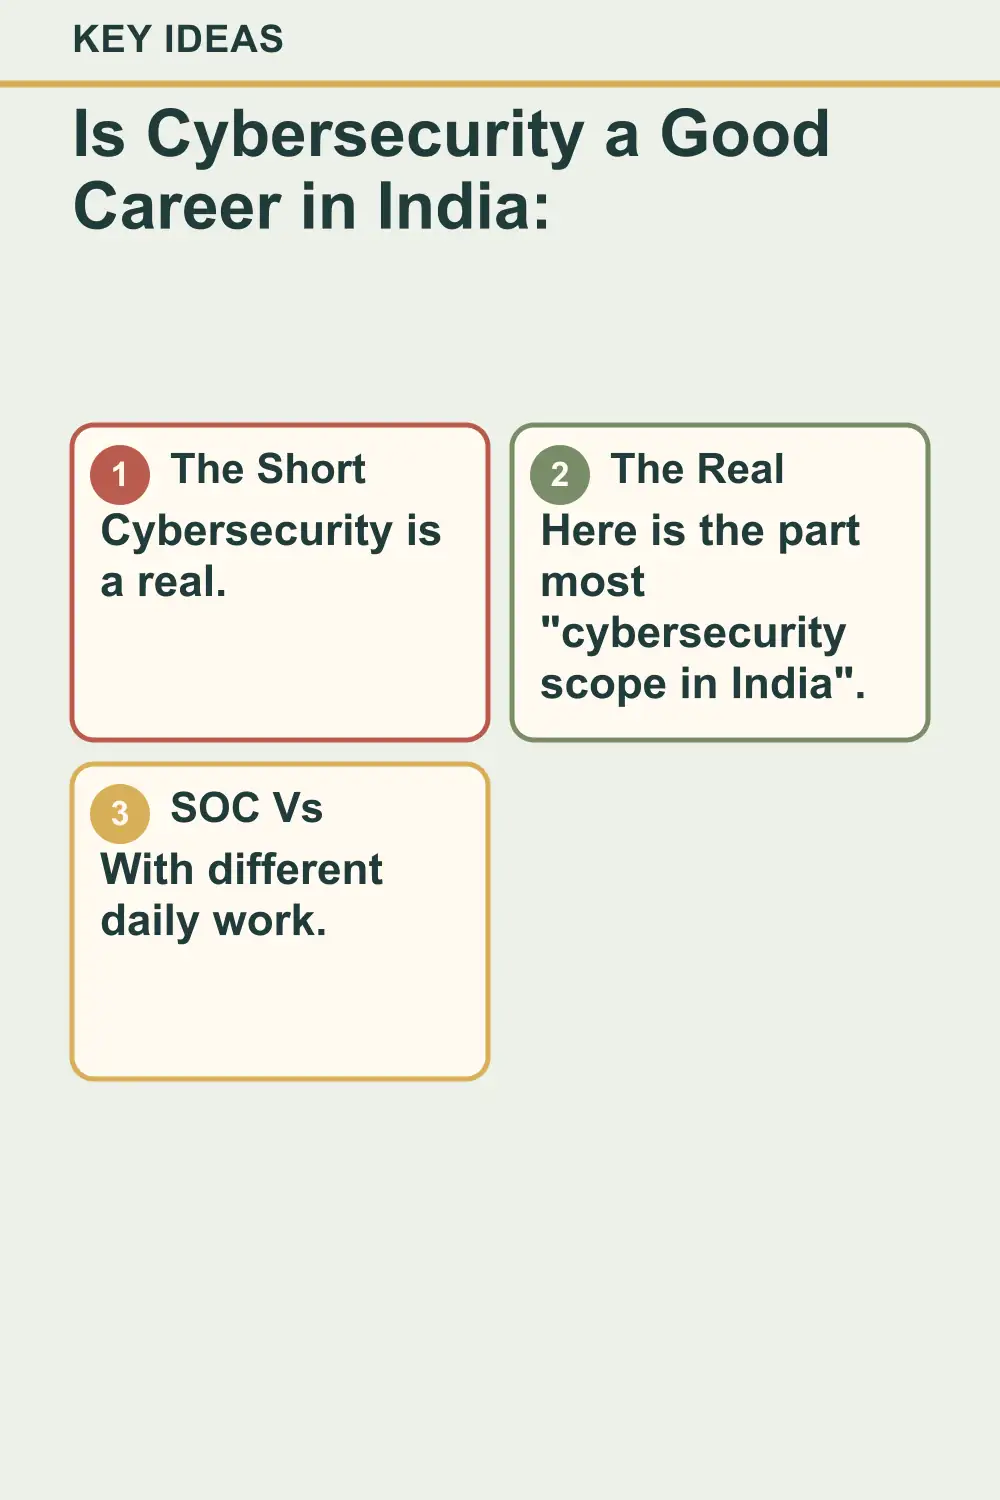 KEY IDEAS
Is Cybersecurity a Good
Career in India:
1 The Short
Cybersecurity is
a real.
2 The Real
Here is the part
most
"cybersecurity
scope in India".
3 SOC Vs
With different
daily work.